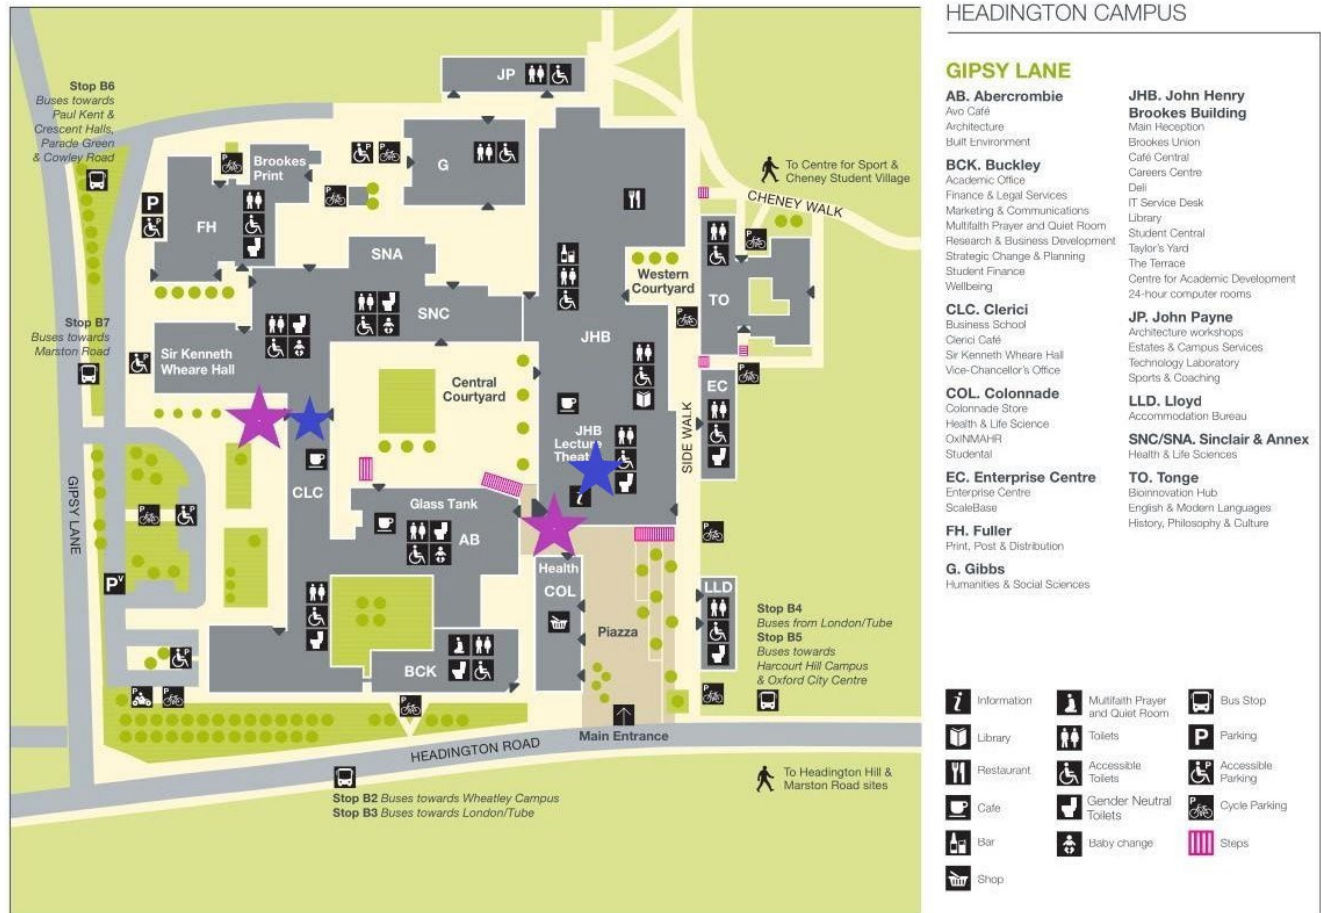 HEADINGTON CAMPUS
GIPSY LANE
AB. Abercrombie
Avo Café
Architecture
Built Environment
BCK. Buckley
Academic Office
Finance & Legal Services
Marketing & Communications
Multifaith Prayer and Quiet Room
Research & Business Development
Strategic Change & Planning
Student Finance
Wellbeing
CLC. Clerici
Business School
Clerici Café
Sir Kenneth Wheare Hall
Vice-Chancellor's Office
COL. Colonnade
Colonnade Store
Health & Life Science
OxINMAHR
Studental
EC. Enterprise Centre
Enterprise Centre
ScaleBase
FH. Fuller
Print, Post & Distribution
G. Gibbs
Humanities & Social Sciences
JHB. John Henry
Brookes Building
Main Reception
Brookes Union
Café Central
Careers Centre
Deli
IT Service Desk
Library
Student Central
Taylor's Yard
The Terrace
Centre for Academic Development
24-hour computer rooms
JP. John Payne
Architecture workshops
Estates & Campus Services
Technology Laboratory
Sports & Coaching
LLD. Lloyd
Accommodation Bureau
SNC/SNA. Sinclair & Annex
Health & Life Sciences
TO. Tonge
Bioinnovation Hub
English & Modern Languages
History, Philosophy & Culture
Information
Library
Restaurant
Cafe
Bar
Shop
Multifaith Prayer
and Quiet Room
Toilets
Accessible
Toilets
Gender Neutral
Toilets
Baby change
Bus Stop
P
Parking
Accessible
Parking
Cycle Parking
Steps
Stop B6
Buses towards
Paul Kent &
Crescent Halls,
Parade Green
& Cowley Road
Stop B7
Buses towards
Marston Road
JP
G
Brookes
Print
FH
P
SNA
SNC
Sir Kenneth
Wheare Hall
Central
Courtyard
Western
Courtyard
JHB
JHB
Lecture
Theatre
TO
EC
To Centre for Sport &
Cheney Student Village
CHENEY WALK
SIDE WALK
GIPSY LANE
CLC
Glass Tank
AB
Health
COL
Piazza
LLD
BCK
PV
Stop B4
Buses from London/Tube
Stop B5
Buses towards
Harcourt Hill Campus
& Oxford City Centre
Main Entrance
HEADINGTON ROAD
Stop B2 Buses towards Wheatley Campus
Stop B3 Buses towards London/Tube
To Headington Hill &
Marston Road sites